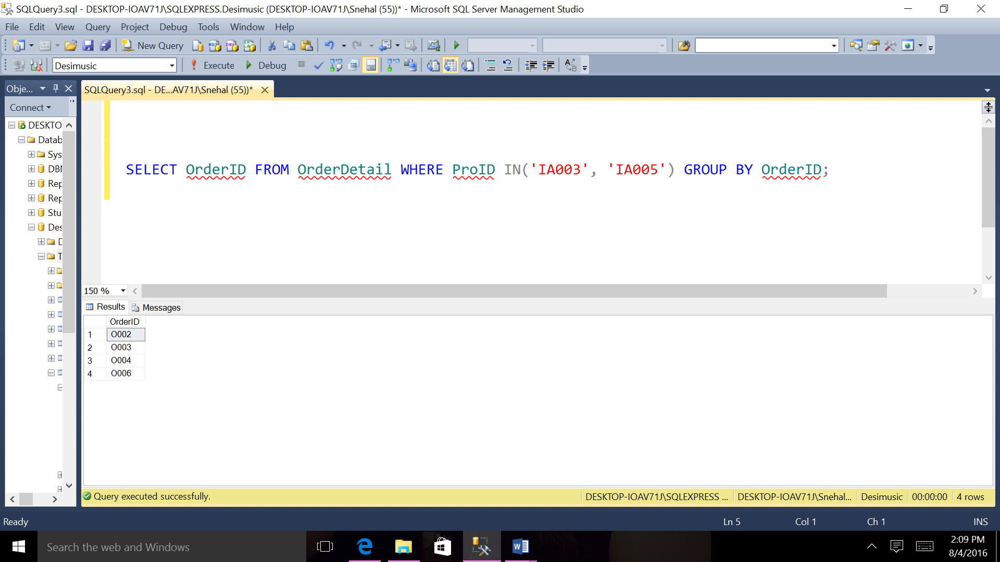 SQLQuery3.sql - DESKTOP-IOAV71J\SQLEXPRESS.Desimusic (DESKTOP-IOAV71J\Snehal (55))* - Microsoft SQL Server Management Studio
File Edit View Query Project Debug Tools Window Help
New Query
Desimusic Execute Debug
Obje... SQLQuery3.sql - DE...AV71J\Snehal (55))*
Connect
DESKTO
Datab
Sys
DBI
Rep
Rep
Stu
Des
D
T
SELECT OrderID FROM OrderDetail WHERE ProID IN('IA003', 'IA005') GROUP BY OrderID;
150 %
Results Messages
OrderID
1 O002
2 O003
3 O004
4 O006
Query executed successfully. DESKTOP-IOAV71J\SQLEXPRESS ... DESKTOP-IOAV71J\Snehal... Desimusic 00:00:00 4 rows
Ready Ln 5 Col 1 Ch 1 INS
Search the web and Windows
2:09 PM
8/4/2016